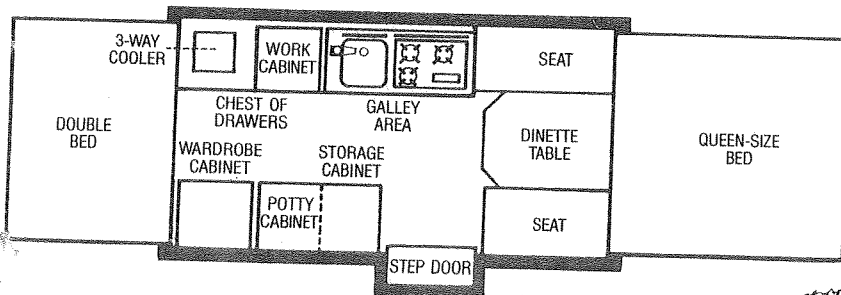 3-WAY
COOLER
WORK
CABINET
SEAT
CHEST OF
DRAWERS
GALLEY
AREA
DOUBLE
BED
DINETTE
TABLE
QUEEN-SIZE
BED
WARDROBE
CABINET
STORAGE
CABINET
POTTY
CABINET
SEAT
STEP DOOR